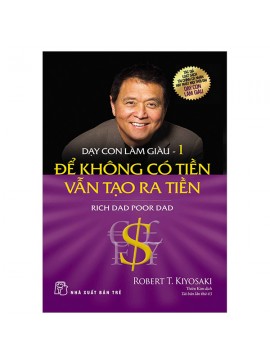 DẠY CON LÀM GIÀU - 1
ĐỂ KHÔNG CÓ TIỀN
VẪN TẠO RA TIỀN
RICH DAD POOR DAD
$
ROBERT T. KIYOSAKI
NHÀ XUẤT BẢN TRẺ